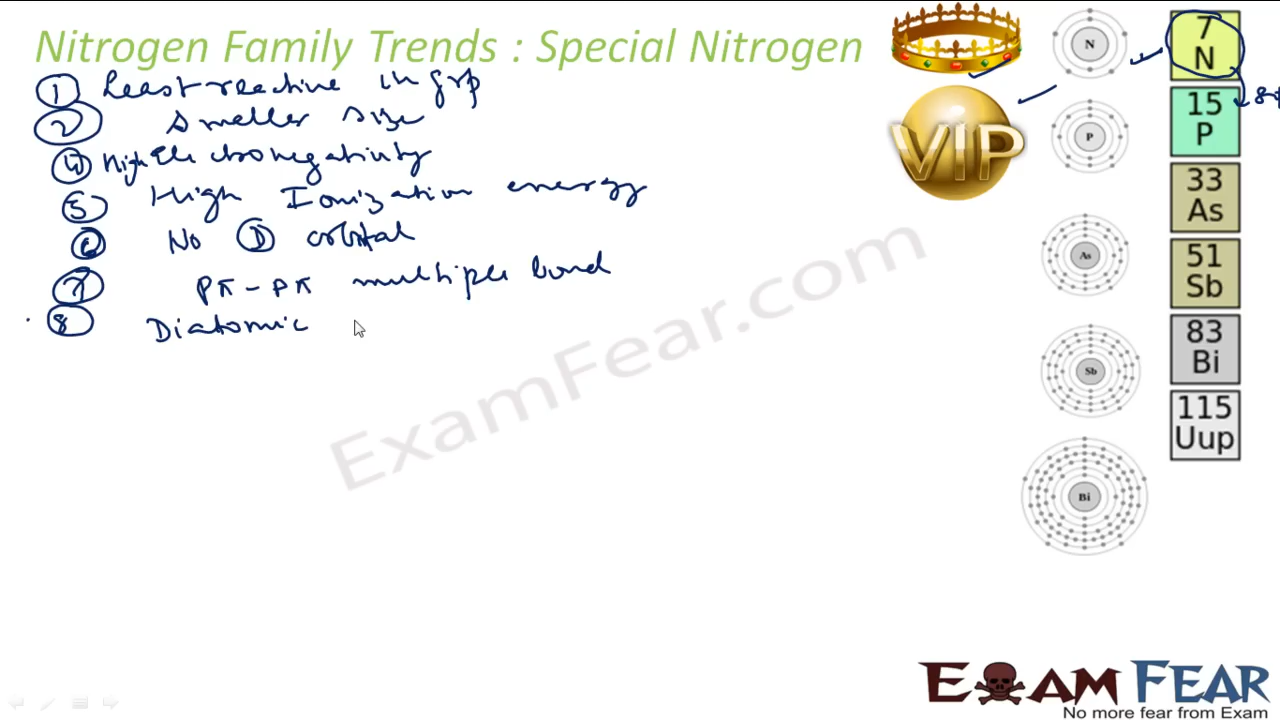 Nitrogen Family Trends : Special Nitrogen
① Least reactive in grp
② Smaller size
④ High Electronegativity
⑤ High Ionization energy
⑥ No Ⓓ orbital
⑦ Pπ - Pπ multiple bond
⑧ Diatomic
VIP
N
P
As
Sb
Bi
7
N
15
P
33
As
51
Sb
83
Bi
115
Uup
ExamFear.com
EXAM FEAR
No more fear from Exam